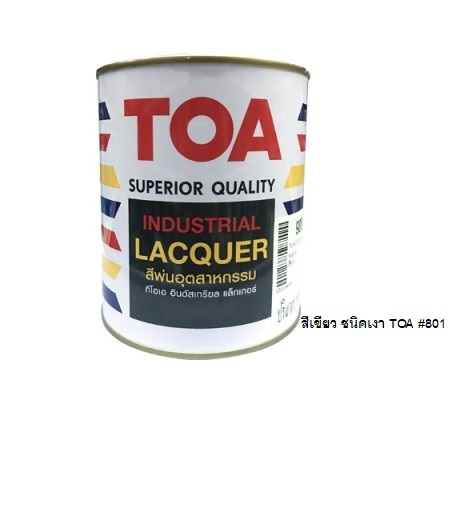 TOA
SUPERIOR QUALITY
INDUSTRIAL
LACQUER
สีพ่นอุตสาหกรรม
ทีโอเอ อินดัสเทรียล แล็กเกอร์
สีเขียว ชนิดเงา TOA #801